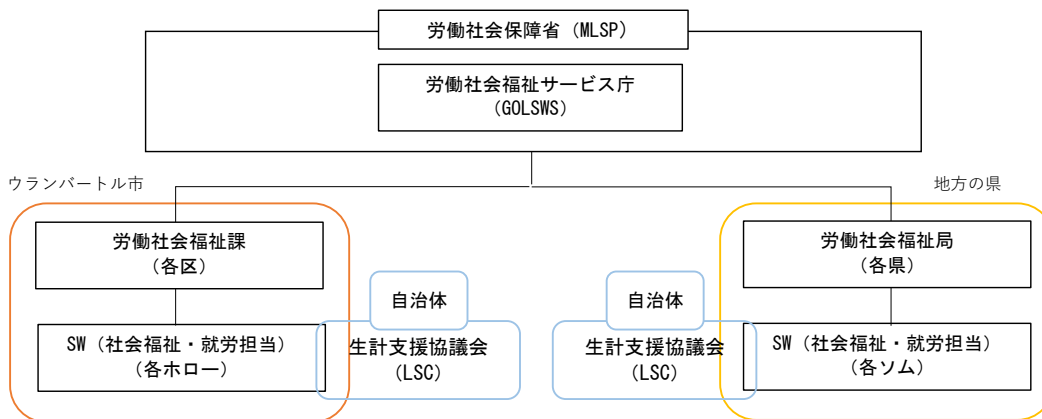 労働社会保障省（MLSP）
労働社会福祉サービス庁
（GOLSWS）
ウランバートル市
地方の県
労働社会福祉課
（各区）
労働社会福祉局
（各県）
自治体
自治体
SW（社会福祉・就労担当）
（各ホロー）
生計支援協議会
（LSC）
生計支援協議会
（LSC）
SW（社会福祉・就労担当）
（各ソム）